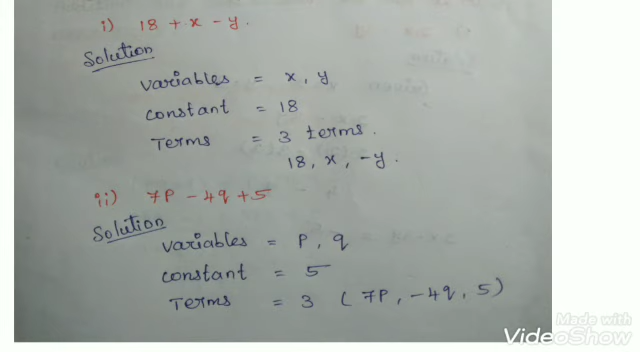 i) 18 + x - y.
Solution
variables = x, y
constant = 18
Terms = 3 terms.
18, x, -y.
ii) 7P - 4q + 5
Solution
variables = P, q
constant = 5
Terms = 3 (7P, -4q, 5)
Made with
VideoShow